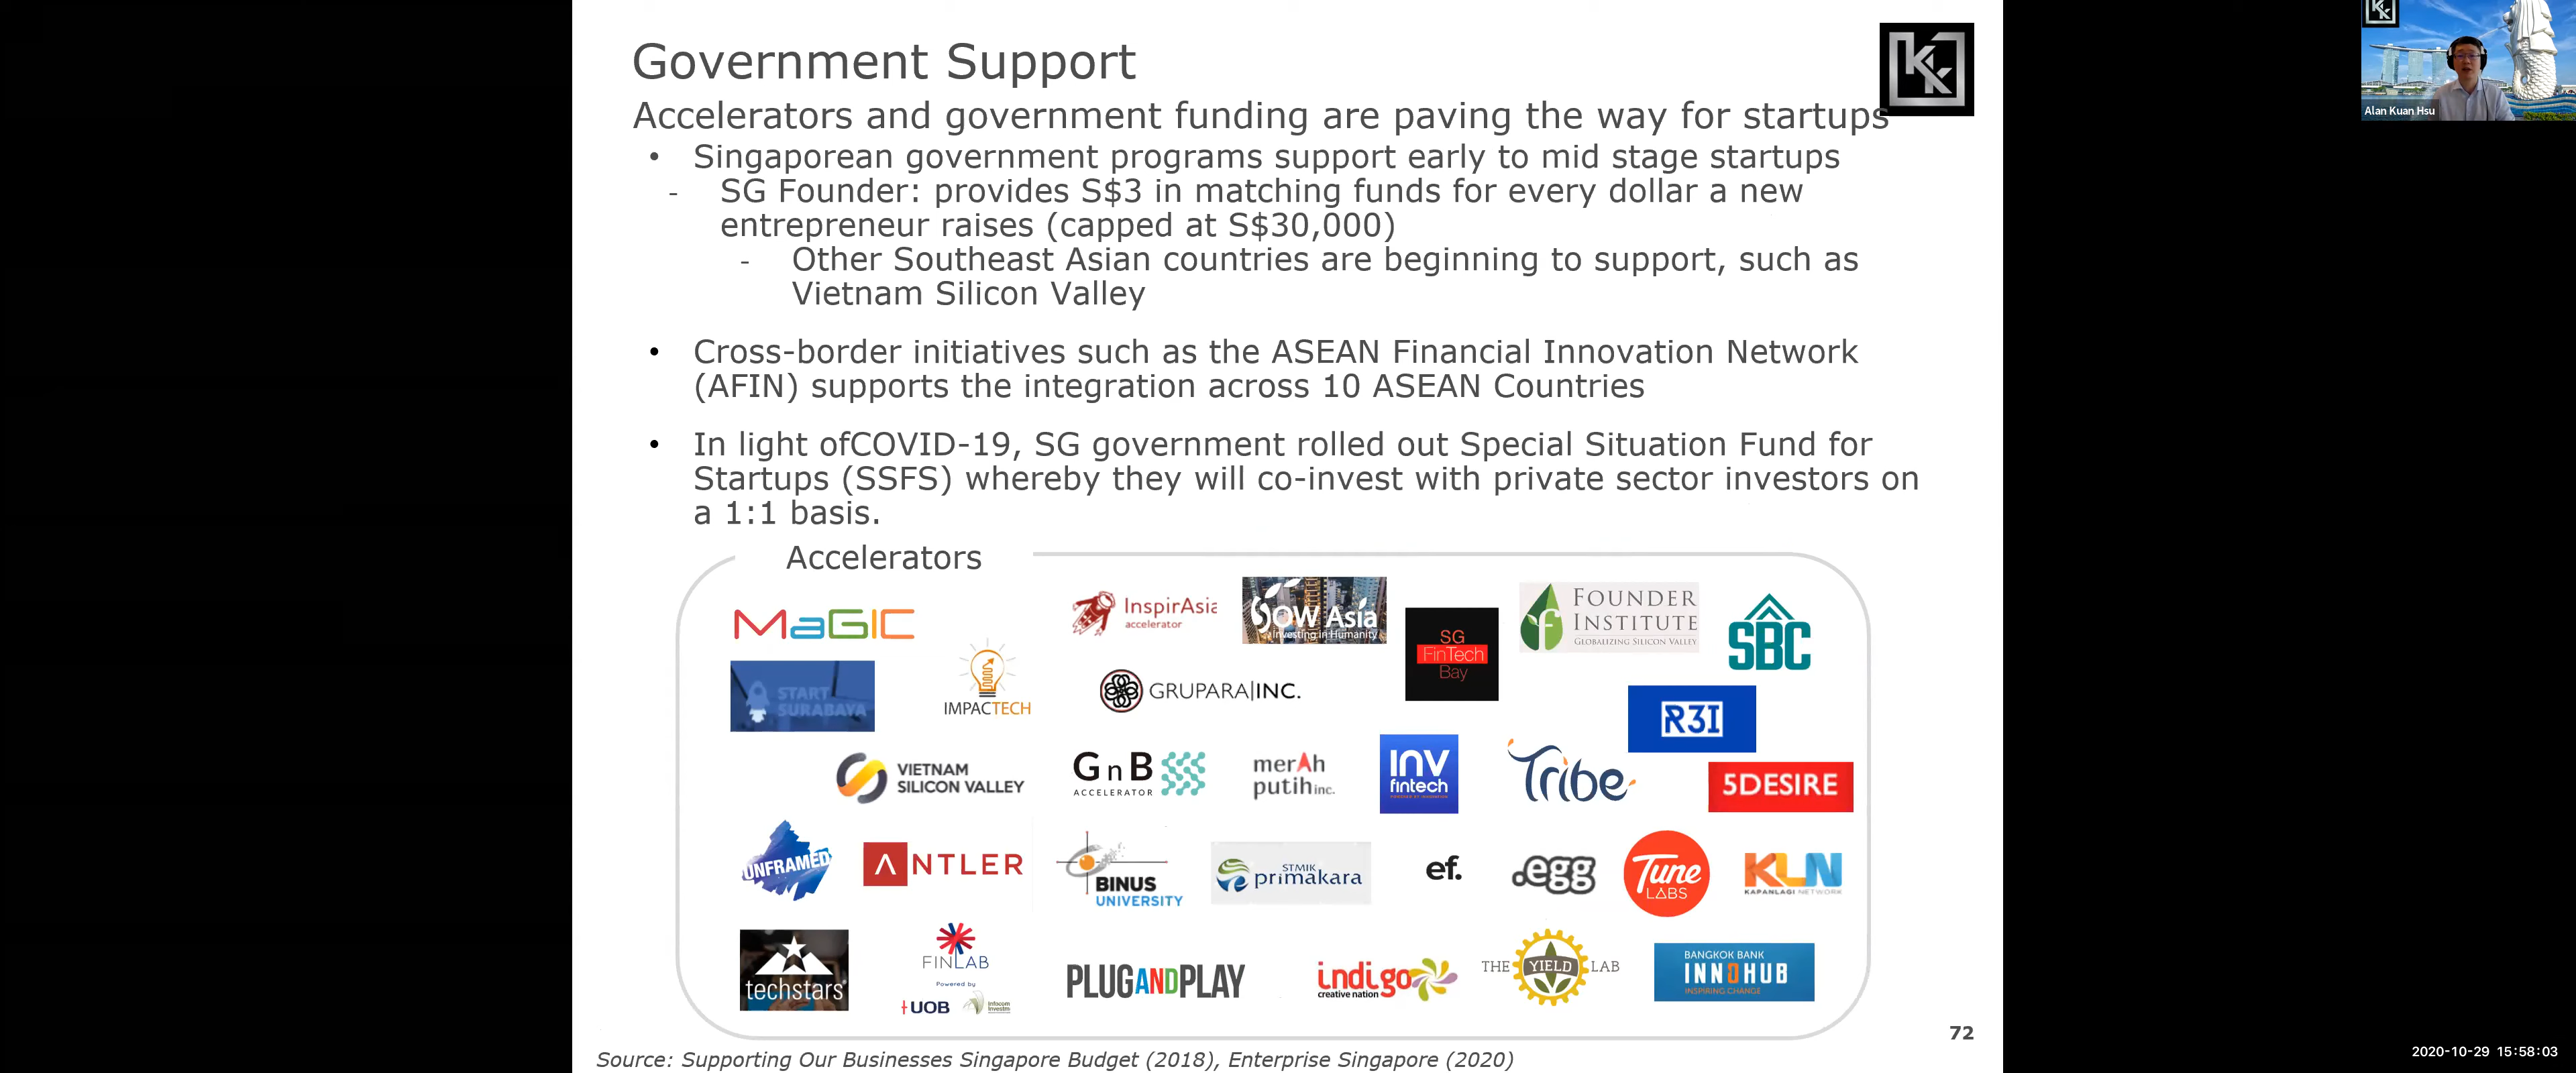 Government Support
Accelerators and government funding are paving the way for startups
• Singaporean government programs support early to mid stage startups
- SG Founder: provides S$3 in matching funds for every dollar a new
entrepreneur raises (capped at S$30,000)
- Other Southeast Asian countries are beginning to support, such as
Vietnam Silicon Valley
• Cross-border initiatives such as the ASEAN Financial Innovation Network
(AFIN) supports the integration across 10 ASEAN Countries
• In light ofCOVID-19, SG government rolled out Special Situation Fund for
Startups (SSFS) whereby they will co-invest with private sector investors on
a 1:1 basis.
Accelerators
MaGIC
InspirAsia
accelerator
SOW Asia
Investing in Humanity
SG
FinTech
Bay
FOUNDER
INSTITUTE
GLOBALIZING SILICON VALLEY
SBC
START
SURABAYA
IMPACTECH
GRUPARA|INC.
R3I
VIETNAM
SILICON VALLEY
GnB
ACCELERATOR
merAh
putih inc.
INV
fintech
Tribe
5DESIRE
UNFRAMED
ANTLER
BINUS
UNIVERSITY
STMIK
primakara
ef.
.egg
Tune
LABS
KLN
KAPANLAGI NETWORK
techstars
FINLAB
Powered by
UOB
Infocom
Investments
PLUGANDPLAY
indigo
creative nation
THE YIELD LAB
BANGKOK BANK
INNOHUB
INSPIRING CHANGE
72
Source: Supporting Our Businesses Singapore Budget (2018), Enterprise Singapore (2020)
KK
Alan Kuan Hsu
2020-10-29 15:58:03